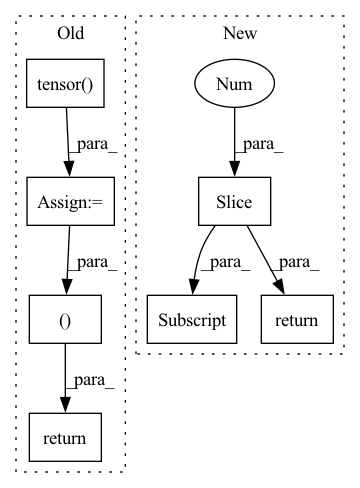 Old
New
tensor()
Num
_para_
_para_
Assign:=
Slice
_para_
_para_
_para_
()
Subscript
return
_para_
return